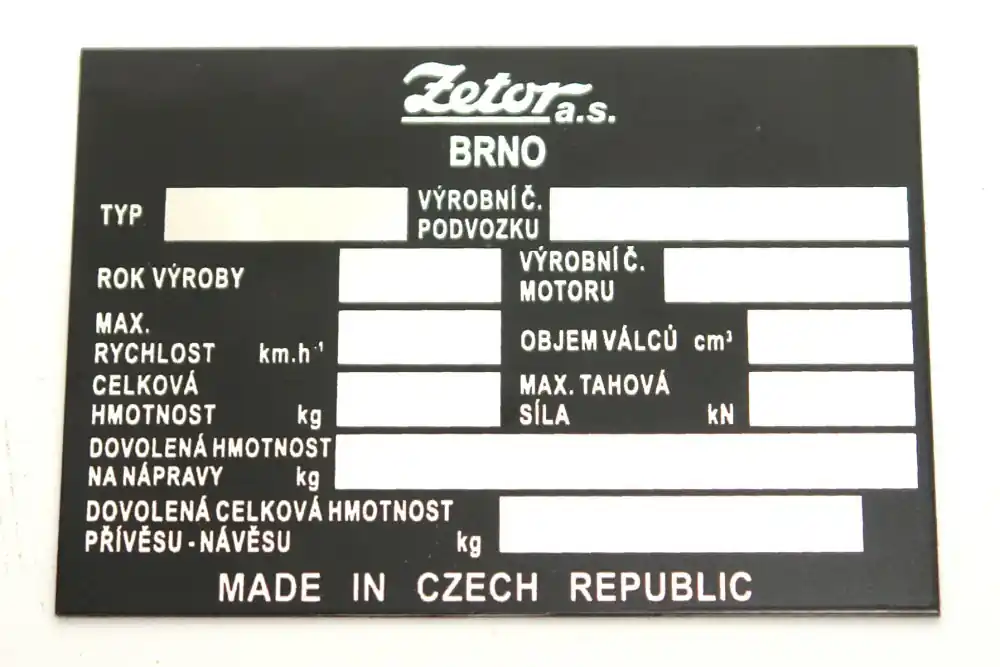 Zetor a.s.
BRNO
TYP
VÝROBNÍ Č.
PODVOZKU
ROK VÝROBY
VÝROBNÍ Č.
MOTORU
MAX.
RYCHLOST km.h⁻¹
OBJEM VÁLCŮ cm³
CELKOVÁ
HMOTNOST kg
MAX. TAHOVÁ
SÍLA kN
DOVOLENÁ HMOTNOST
NA NÁPRAVY kg
DOVOLENÁ CELKOVÁ HMOTNOST
PŘÍVĚSU - NÁVĚSU kg
MADE IN CZECH REPUBLIC